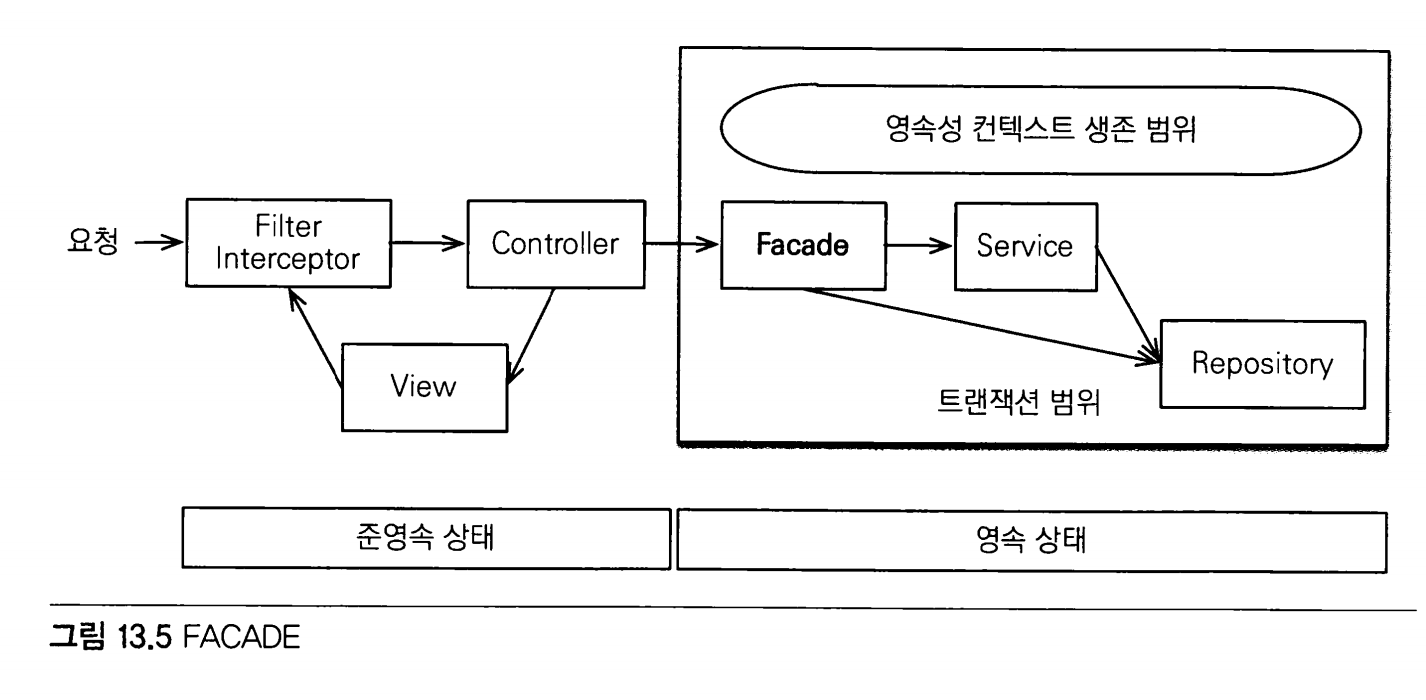 영속성 컨텍스트 생존 범위
요청
Filter
Interceptor
Controller
Facade
Service
View
Repository
트랜잭션 범위
준영속 상태
영속 상태
그림 13.5 FACADE